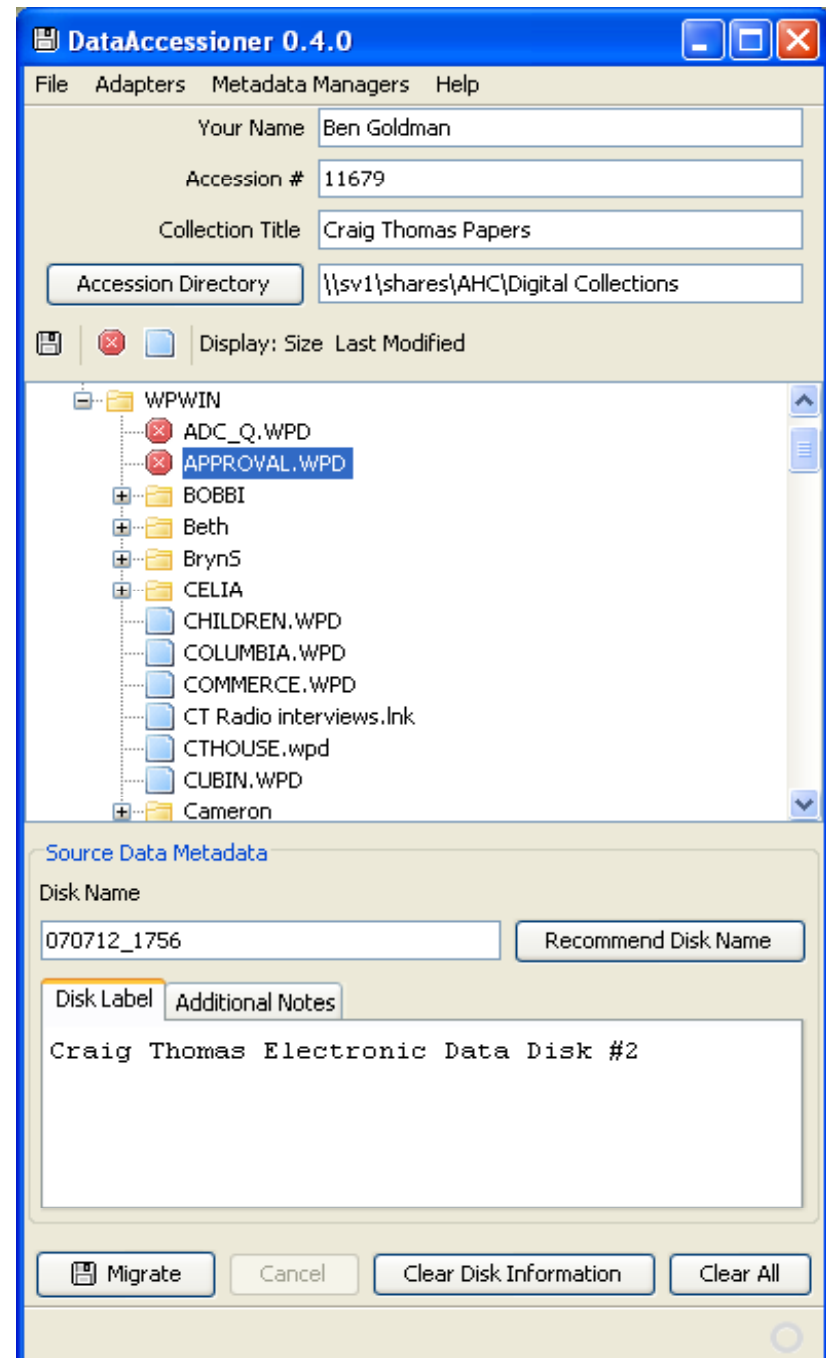 DataAccessioner 0.4.0
File Adapters Metadata Managers Help
Your Name Ben Goldman
Accession # 11679
Collection Title Craig Thomas Papers
Accession Directory \\sv1\shares\AHC\Digital Collections
Display: Size Last Modified
WPWIN
ADC_Q.WPD
APPROVAL.WPD
BOBBI
Beth
BrynS
CELIA
CHILDREN.WPD
COLUMBIA.WPD
COMMERCE.WPD
CT Radio interviews.lnk
CTHOUSE.wpd
CUBIN.WPD
Cameron
Source Data Metadata
Disk Name
070712_1756 Recommend Disk Name
Disk Label Additional Notes
Craig Thomas Electronic Data Disk #2
Migrate Cancel Clear Disk Information Clear All